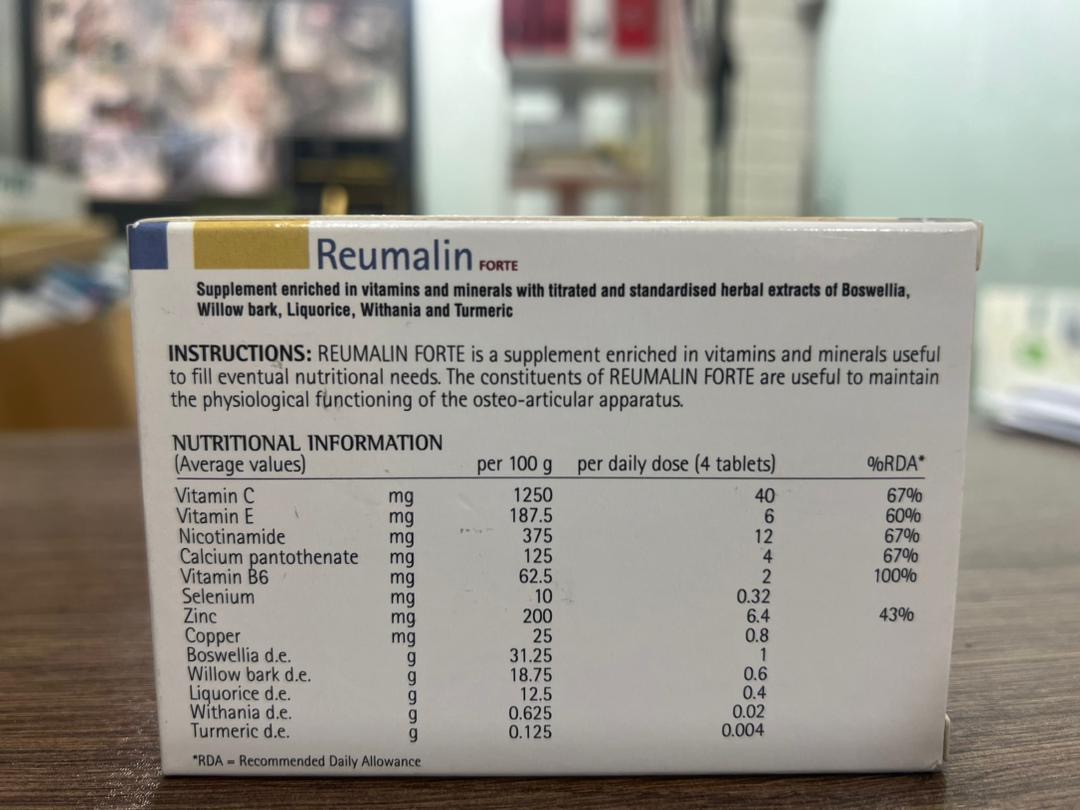 Reumalin FORTE
Supplement enriched in vitamins and minerals with titrated and standardised herbal extracts of Boswellia,
Willow bark, Liquorice, Withania and Turmeric
INSTRUCTIONS: REUMALIN FORTE is a supplement enriched in vitamins and minerals useful
to fill eventual nutritional needs. The constituents of REUMALIN FORTE are useful to maintain
the physiological functioning of the osteo-articular apparatus.
NUTRITIONAL INFORMATION
(Average values) per 100 g per daily dose (4 tablets) %RDA*
Vitamin C mg 1250 40 67%
Vitamin E mg 187.5 6 60%
Nicotinamide mg 375 12 67%
Calcium pantothenate mg 125 4 67%
Vitamin B6 mg 62.5 2 100%
Selenium mg 10 0.32
Zinc mg 200 6.4 43%
Copper mg 25 0.8
Boswellia d.e. g 31.25 1
Willow bark d.e. g 18.75 0.6
Liquorice d.e. g 12.5 0.4
Withania d.e. g 0.625 0.02
Turmeric d.e. g 0.125 0.004
*RDA = Recommended Daily Allowance